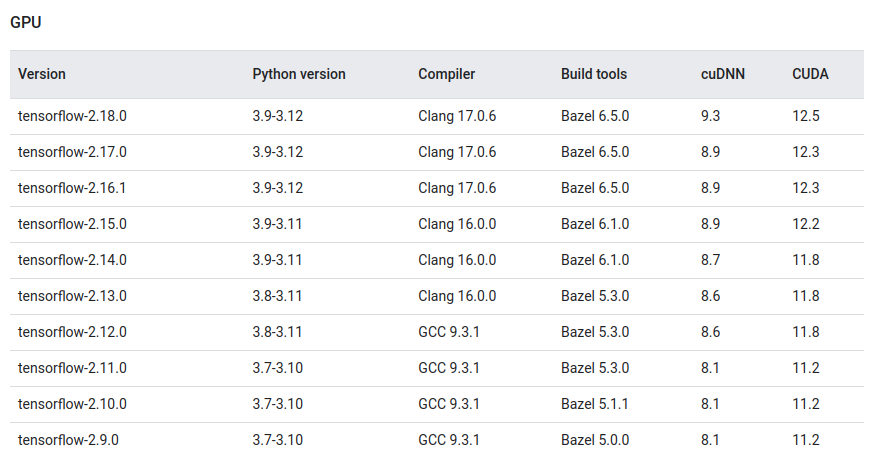 GPU
Version Python version Compiler Build tools cuDNN CUDA
tensorflow-2.18.0 3.9-3.12 Clang 17.0.6 Bazel 6.5.0 9.3 12.5
tensorflow-2.17.0 3.9-3.12 Clang 17.0.6 Bazel 6.5.0 8.9 12.3
tensorflow-2.16.1 3.9-3.12 Clang 17.0.6 Bazel 6.5.0 8.9 12.3
tensorflow-2.15.0 3.9-3.11 Clang 16.0.0 Bazel 6.1.0 8.9 12.2
tensorflow-2.14.0 3.9-3.11 Clang 16.0.0 Bazel 6.1.0 8.7 11.8
tensorflow-2.13.0 3.8-3.11 Clang 16.0.0 Bazel 5.3.0 8.6 11.8
tensorflow-2.12.0 3.8-3.11 GCC 9.3.1 Bazel 5.3.0 8.6 11.8
tensorflow-2.11.0 3.7-3.10 GCC 9.3.1 Bazel 5.3.0 8.1 11.2
tensorflow-2.10.0 3.7-3.10 GCC 9.3.1 Bazel 5.1.1 8.1 11.2
tensorflow-2.9.0 3.7-3.10 GCC 9.3.1 Bazel 5.0.0 8.1 11.2